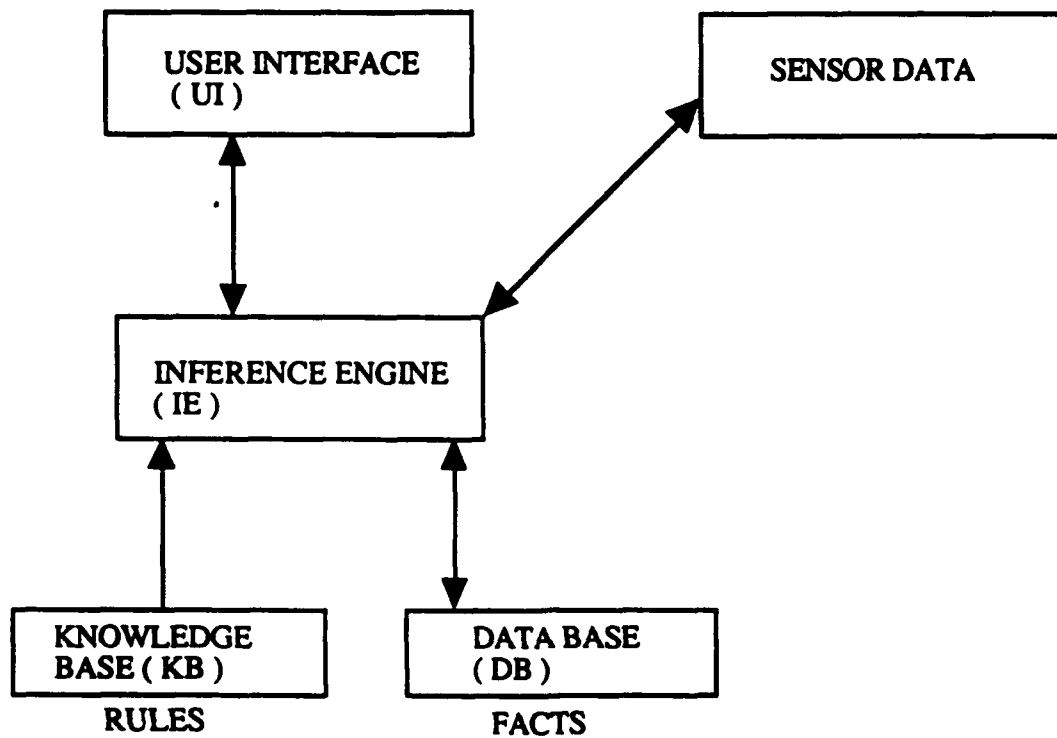 USER INTERFACE
( UI )
SENSOR DATA
INFERENCE ENGINE
( IE )
KNOWLEDGE
BASE ( KB )
RULES
DATA BASE
( DB )
FACTS